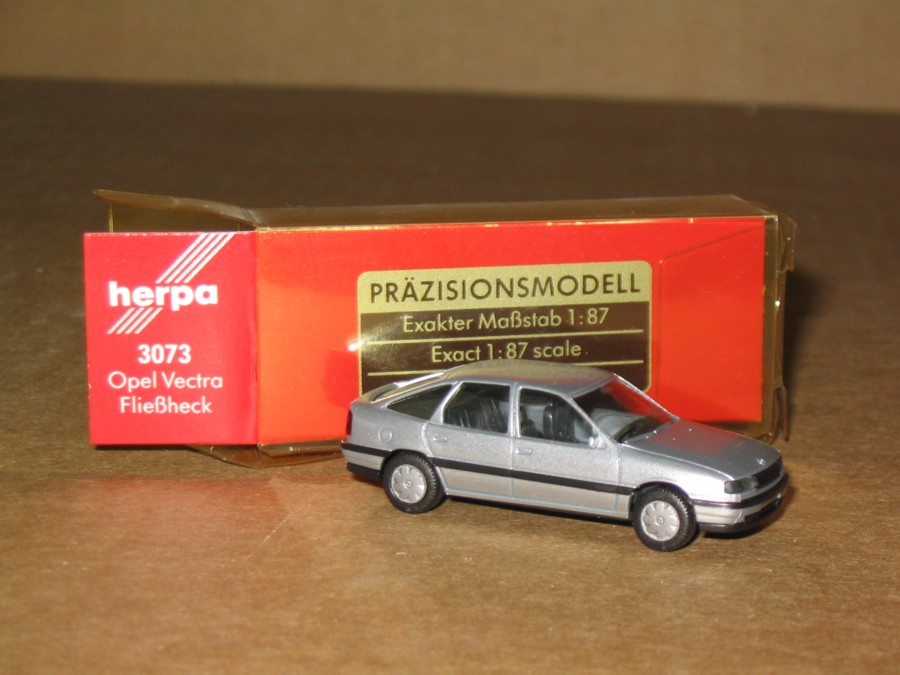 herpa
3073
Opel Vectra
Fließheck
PRÄZISIONSMODELL
Exakter Maßstab 1:87
Exact 1:87 scale